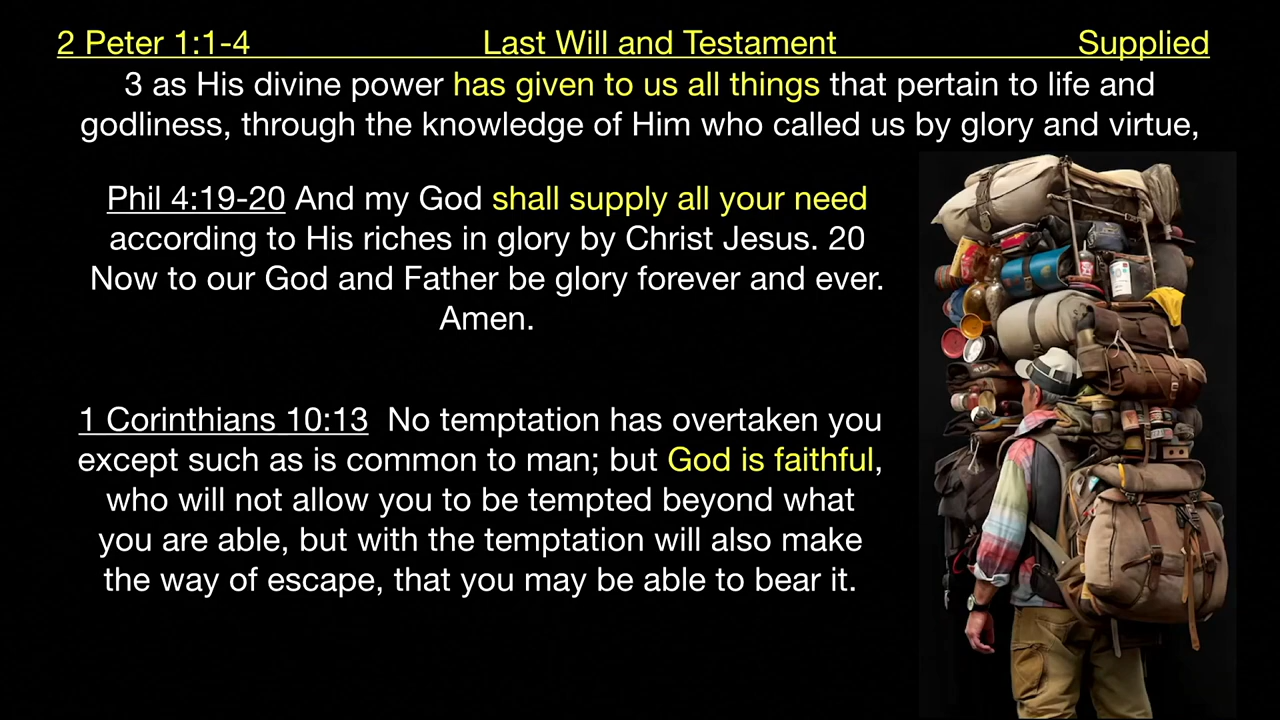 2 Peter 1:1-4 Last Will and Testament Supplied
3 as His divine power has given to us all things that pertain to life and
godliness, through the knowledge of Him who called us by glory and virtue,
Phil 4:19-20 And my God shall supply all your need
according to His riches in glory by Christ Jesus. 20
Now to our God and Father be glory forever and ever.
Amen.
1 Corinthians 10:13 No temptation has overtaken you
except such as is common to man; but God is faithful,
who will not allow you to be tempted beyond what
you are able, but with the temptation will also make
the way of escape, that you may be able to bear it.